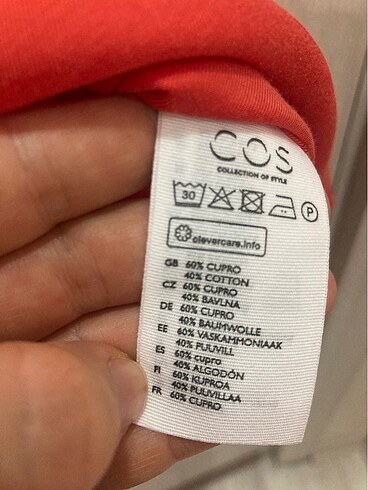 COS
COLLECTION OF STYLE
30 P
clevercare.info
GB 60% CUPRO
40% COTTON
CZ 60% CUPRO
40% BAVLNA
DE 60% CUPRO
40% BAUMWOLLE
EE 60% VASKAMMONIAAK
40% PUUVILL
ES 60% cupro
40% ALGODÓN
FI 60% KUPROA
40% PUUVILLAA
FR 60% CUPRO